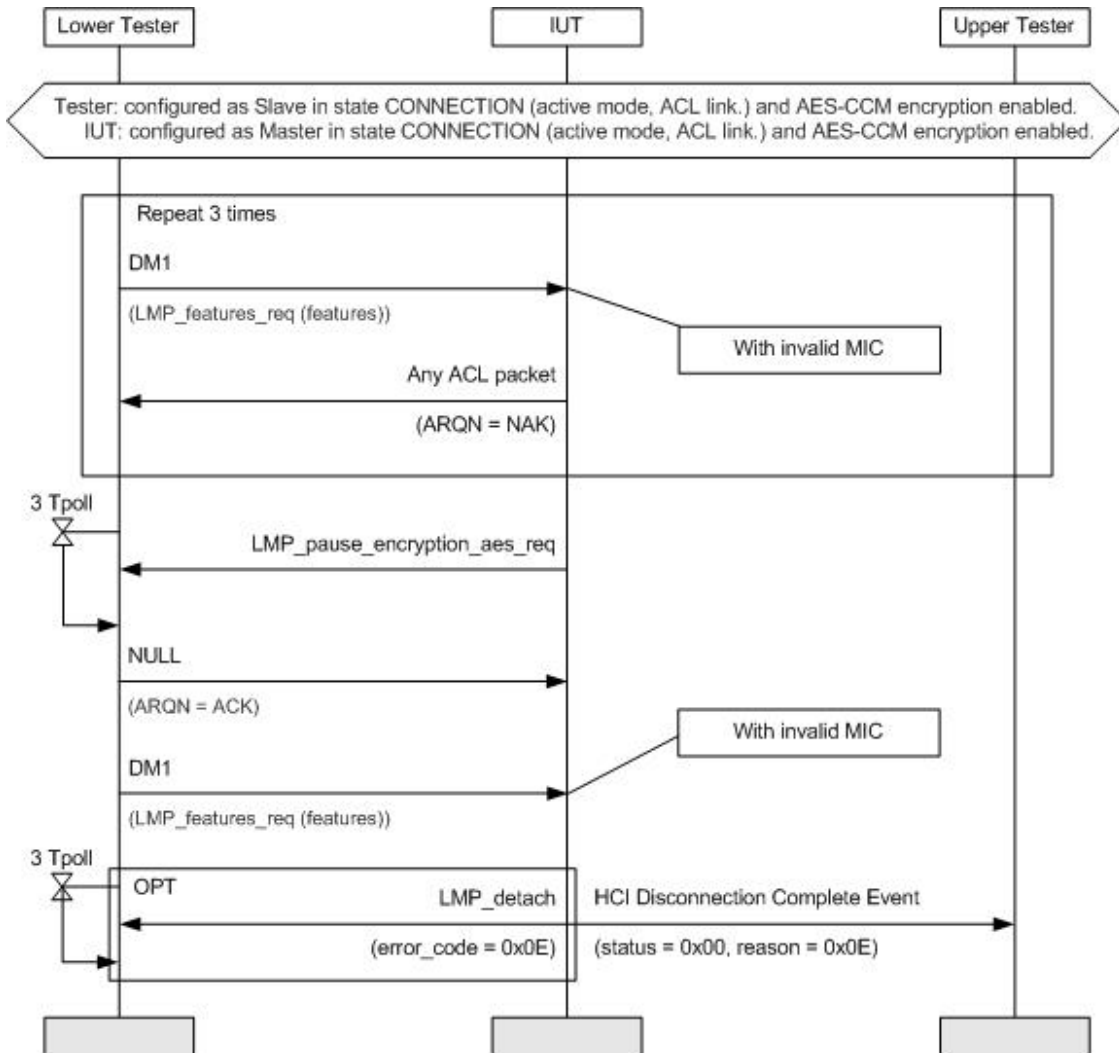 Lower Tester
IUT
Upper Tester
Tester: configured as Slave in state CONNECTION (active mode, ACL link.) and AES-CCM encryption enabled.
IUT: configured as Master in state CONNECTION (active mode, ACL link.) and AES-CCM encryption enabled.
Repeat 3 times
DM1
(LMP_features_req (features))
With invalid MIC
Any ACL packet
(ARQN = NAK)
3 Tpoll
LMP_pause_encryption_aes_req
NULL
(ARQN = ACK)
With invalid MIC
DM1
(LMP_features_req (features))
3 Tpoll
OPT
LMP_detach
HCI Disconnection Complete Event
(error_code = 0x0E)
(status = 0x00, reason = 0x0E)